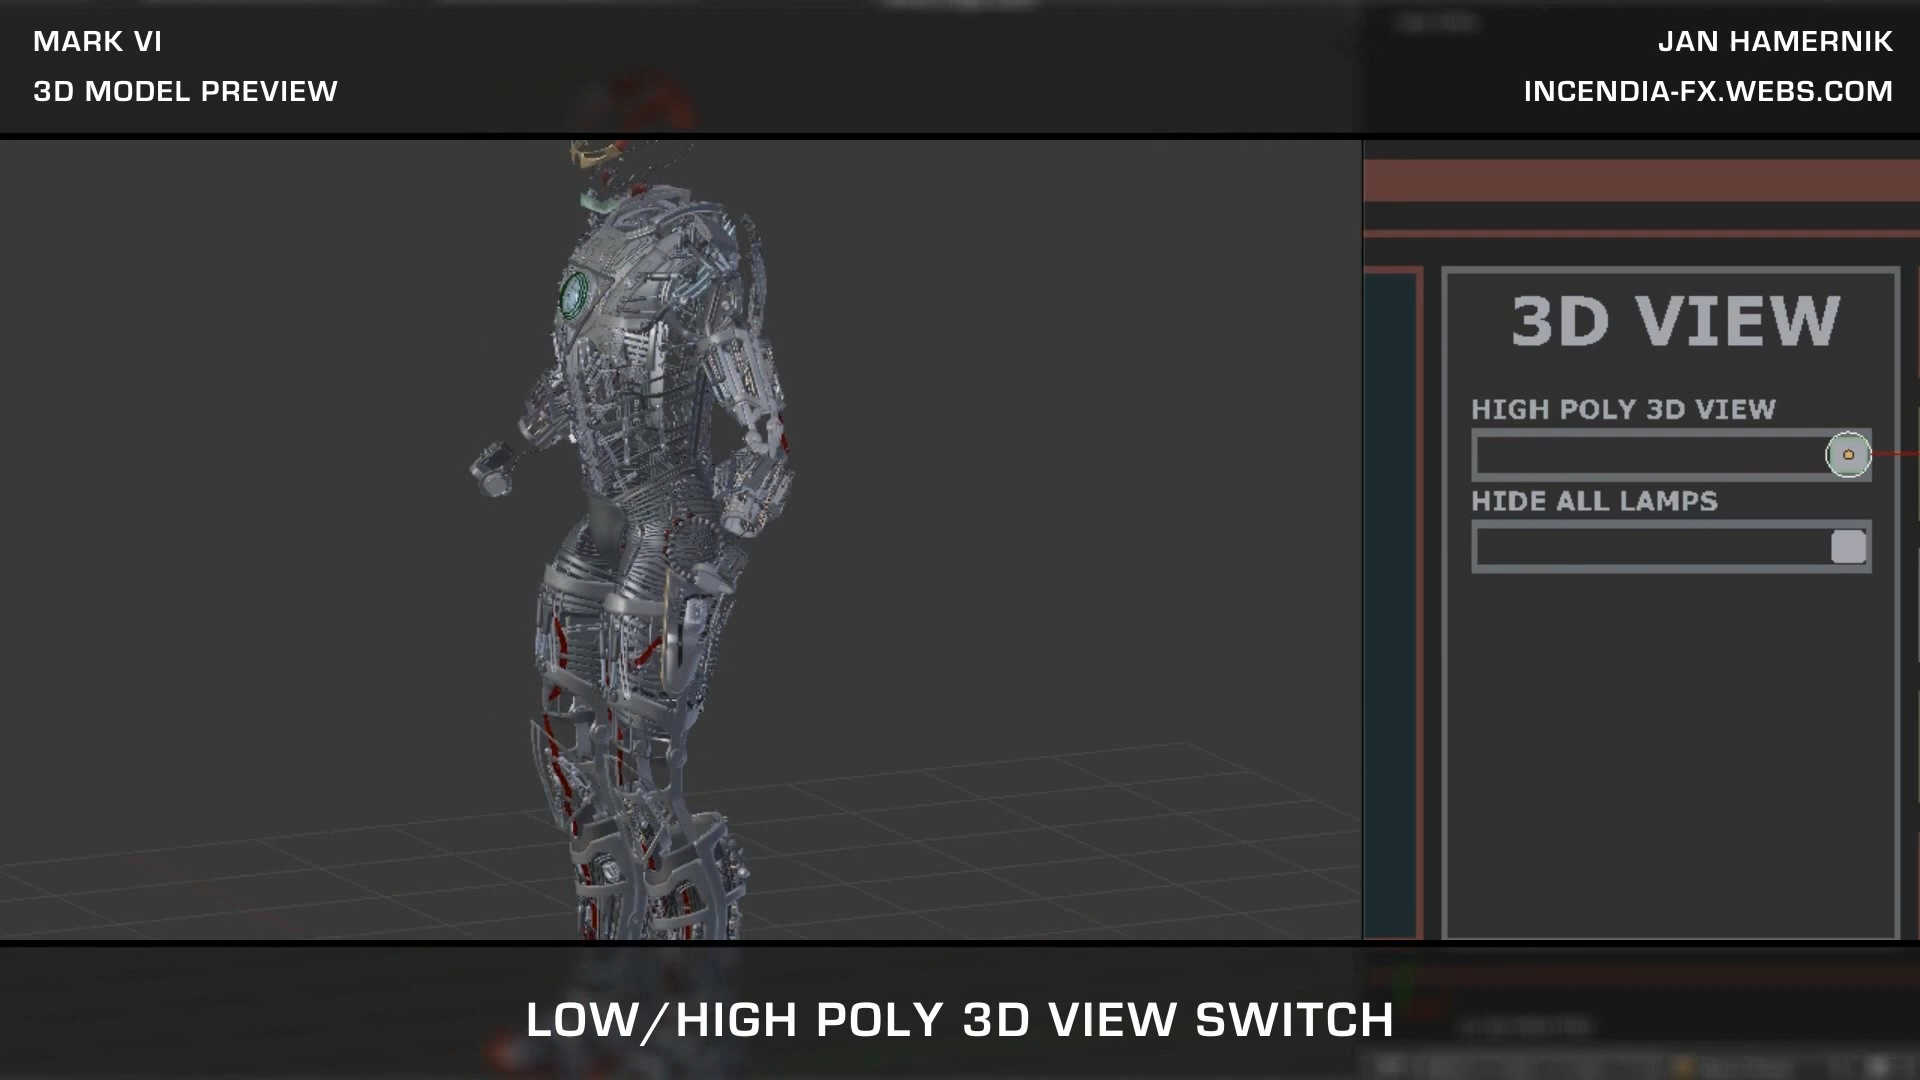 MARK VI
3D MODEL PREVIEW
JAN HAMERNIK
INCENDIA-FX.WEBS.COM
3D VIEW
HIGH POLY 3D VIEW
HIDE ALL LAMPS
LOW/HIGH POLY 3D VIEW SWITCH